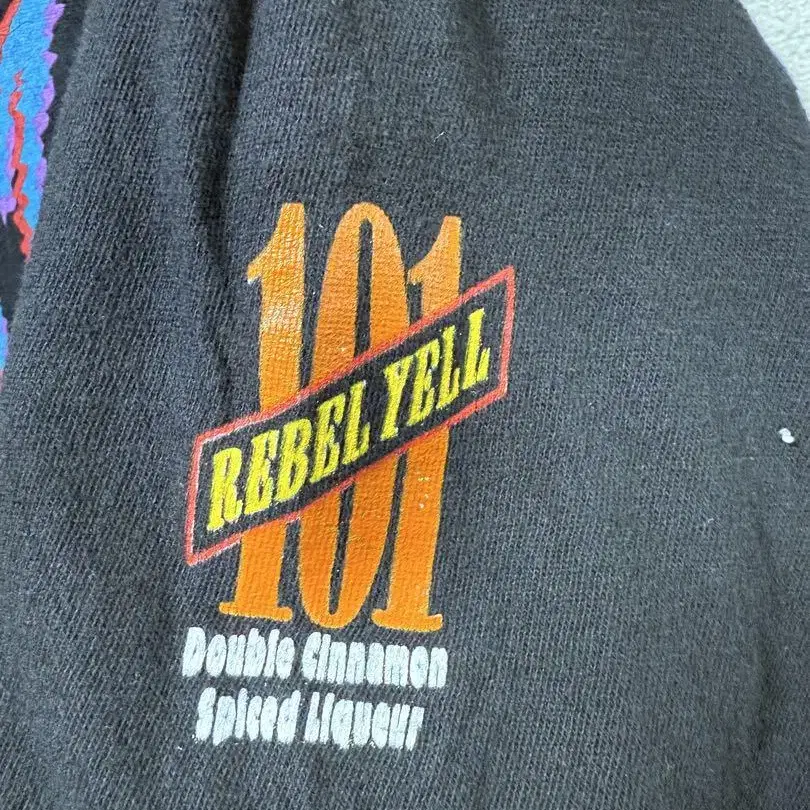 101
REBEL YELL
Double Cinnamon
Spiced Liqueur